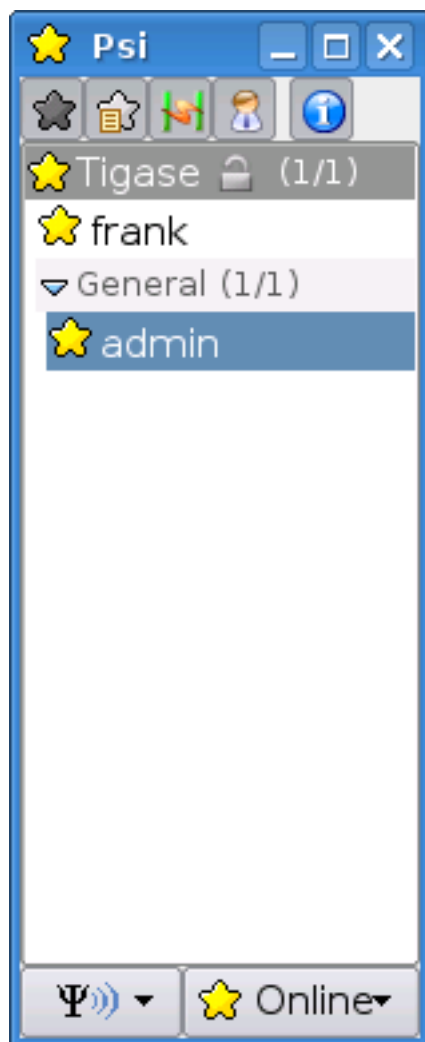 Psi
Tigase (1/1)
frank
General (1/1)
admin
Ψ Online